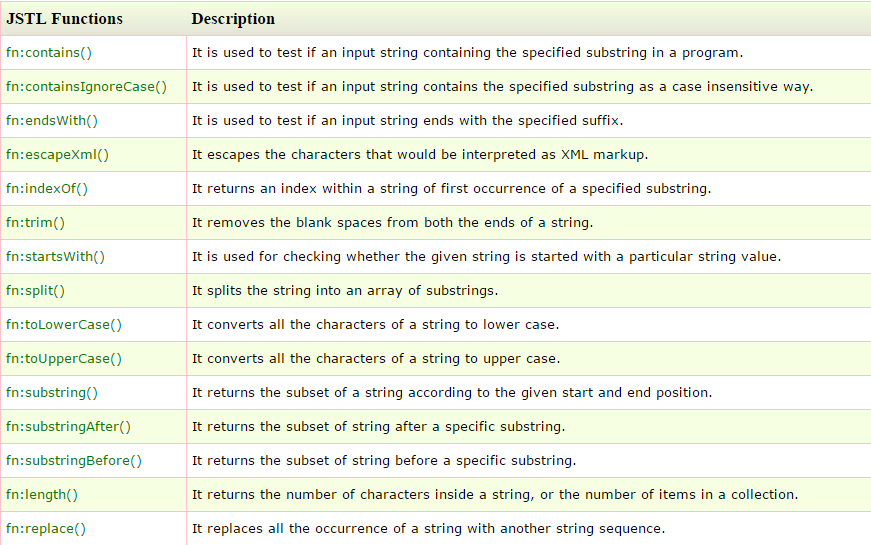 JSTL Functions Description
fn:contains() It is used to test if an input string containing the specified substring in a program.
fn:containsIgnoreCase() It is used to test if an input string contains the specified substring as a case insensitive way.
fn:endsWith() It is used to test if an input string ends with the specified suffix.
fn:escapeXml() It escapes the characters that would be interpreted as XML markup.
fn:indexOf() It returns an index within a string of first occurrence of a specified substring.
fn:trim() It removes the blank spaces from both the ends of a string.
fn:startsWith() It is used for checking whether the given string is started with a particular string value.
fn:split() It splits the string into an array of substrings.
fn:toLowerCase() It converts all the characters of a string to lower case.
fn:toUpperCase() It converts all the characters of a string to upper case.
fn:substring() It returns the subset of a string according to the given start and end position.
fn:substringAfter() It returns the subset of string after a specific substring.
fn:substringBefore() It returns the subset of string before a specific substring.
fn:length() It returns the number of characters inside a string, or the number of items in a collection.
fn:replace() It replaces all the occurrence of a string with another string sequence.